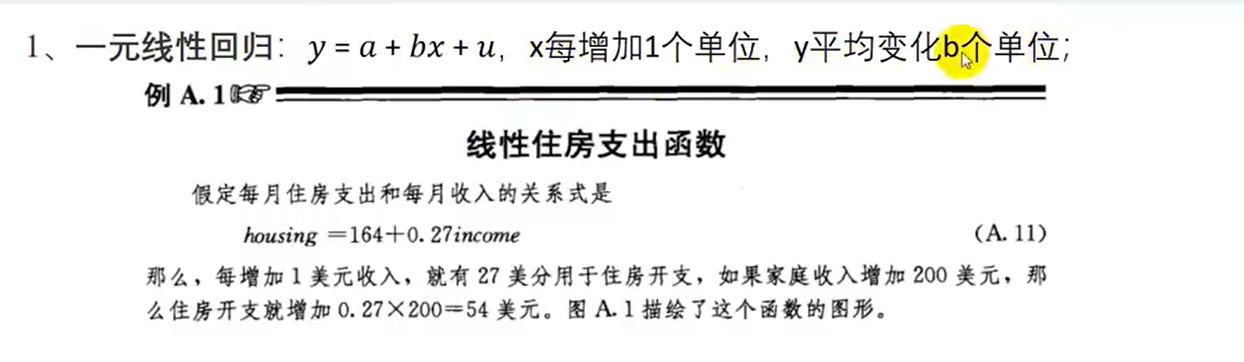 1、一元线性回归：y = a + bx + u，x每增加1个单位，y平均变化b个单位；
例 A.1
线性住房支出函数
假定每月住房支出和每月收入的关系式是
housing =164+0.27income (A.11)
那么，每增加 1 美元收入，就有 27 美分用于住房开支，如果家庭收入增加 200 美元，那
么住房开支就增加 0.27×200=54 美元。图 A.1 描绘了这个函数的图形。